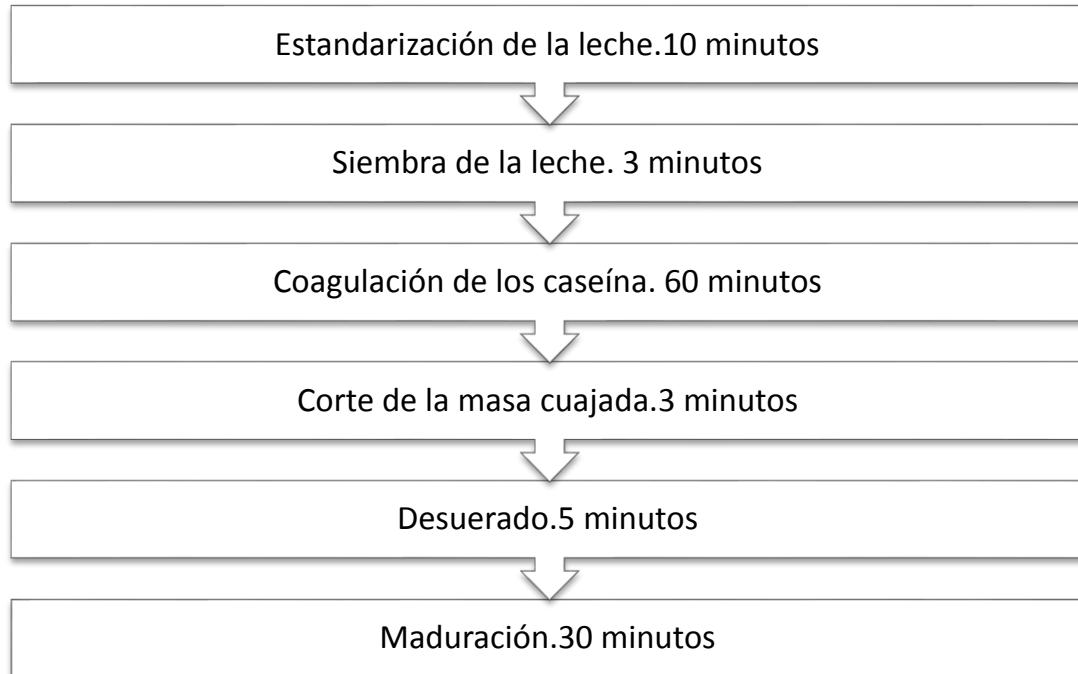 Estandarización de la leche.10 minutos
Siembra de la leche. 3 minutos
Coagulación de los caseína. 60 minutos
Corte de la masa cuajada.3 minutos
Desuerado.5 minutos
Maduración.30 minutos